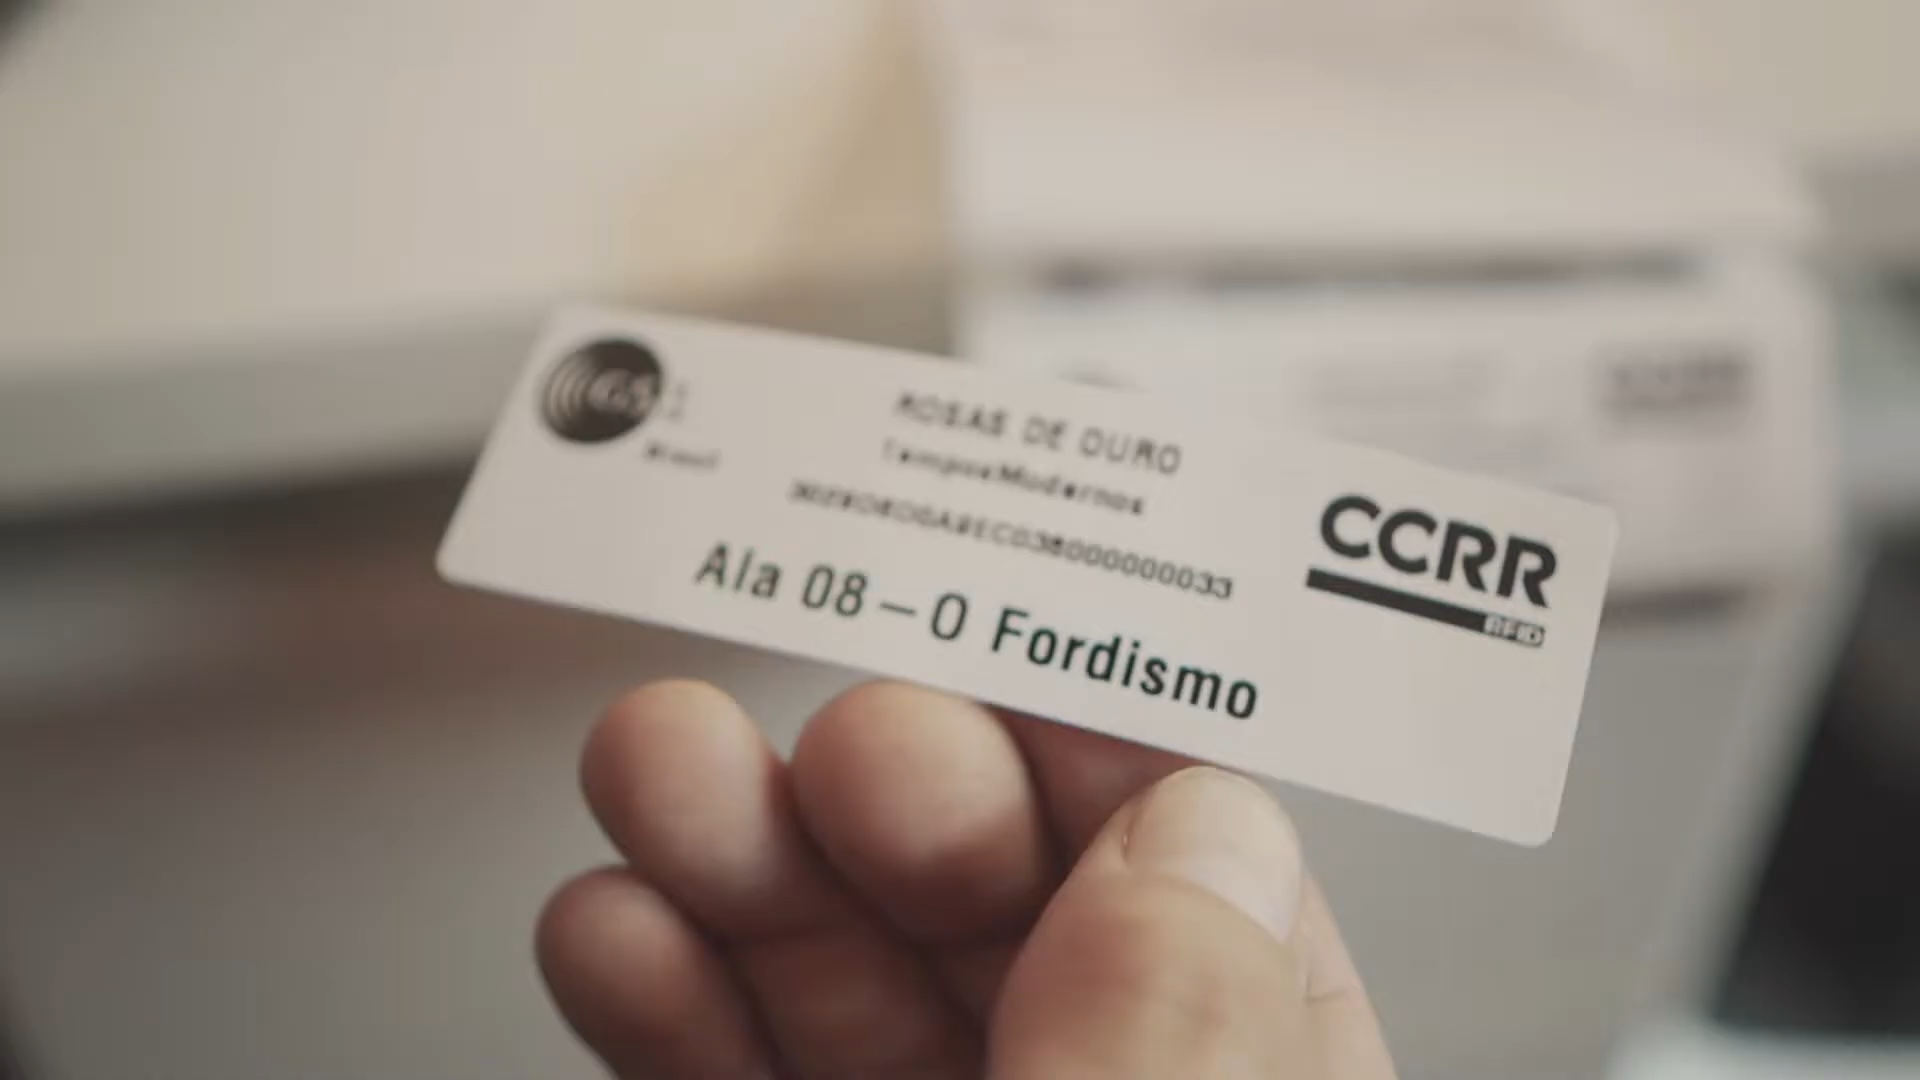 GS1
Brasil
ROSAS DE OURO
TemposModernos
Ala 08 – O Fordismo
CCRR
RFID